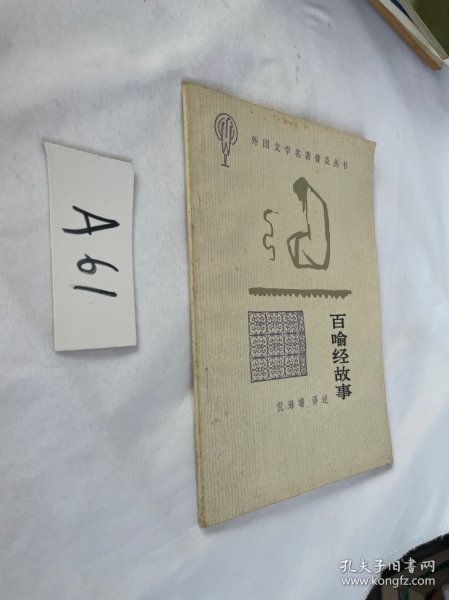 A61
外国文学名著普及丛书
百喻经故事
倪海曙 译述
孔夫子旧书网
www.kongfz.com